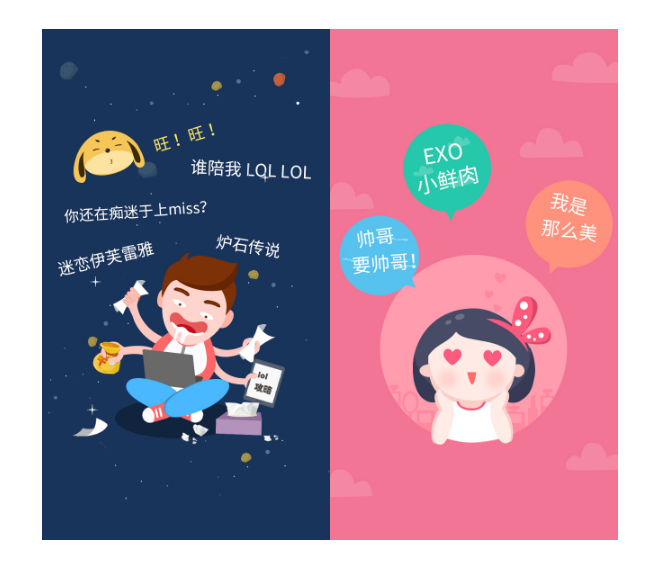 旺！旺！
谁陪我 LOL LOL
你还在痴迷于上miss?
迷恋伊芙雷雅
炉石传说
lol
攻略
EXO
小鲜肉
我是
那么美
帅哥
要帅哥!